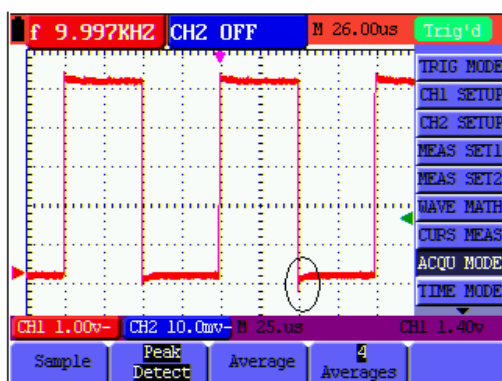 f 9.997KHZ CH2 OFF M 26.00us Trig'd
TRIG MODE
CH1 SETUP
CH2 SETUP
MEAS SET1
MEAS SET2
WAVE MATH
CURS MEAS
ACQU MODE
TIME MODE
CH1 1.00v- CH2 10.0mv- M 25.us CH1 1.40v
Sample
Peak
Detect
Average
4
Averages